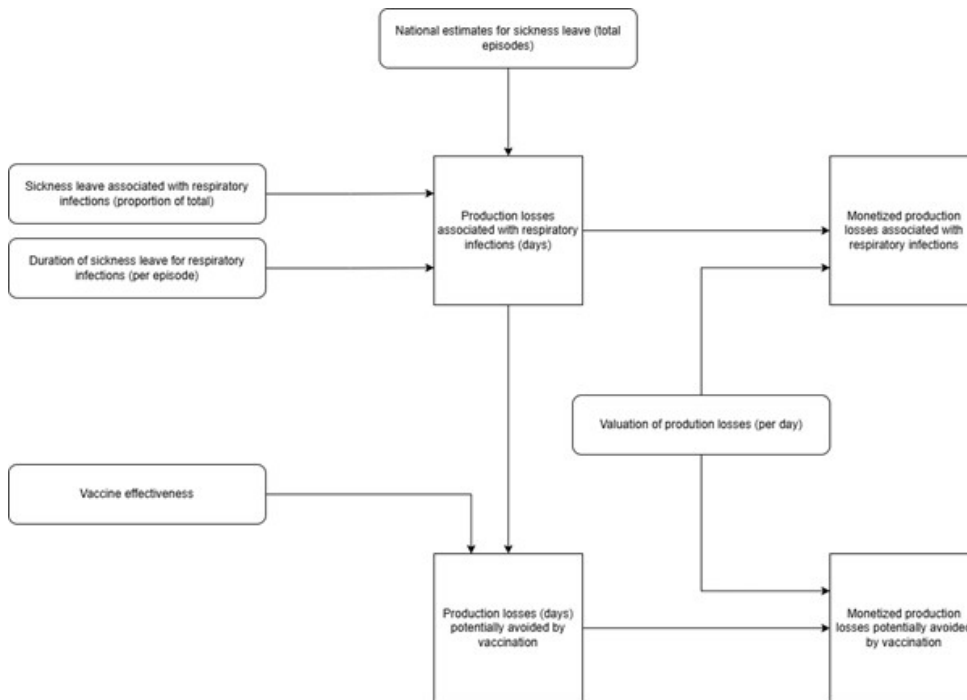 National estimates for sickness leave (total
episodes)
Sickness leave associated with respiratory
infections (proportion of total)
Production losses
associated with respiratory
infections (days)
Monetized production
losses associated with
respiratory infections
Duration of sickness leave for respiratory
infections (per episode)
Valuation of prodution losses (per day)
Vaccine effectiveness
Production losses (days)
potentially avoided by
vaccination
Monetized production
losses potentially avoided
by vaccination